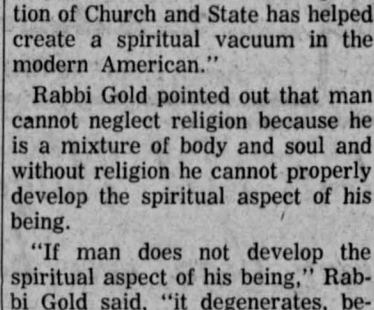 tion of Church and State has helped
create a spiritual vacuum in the
modern American."
Rabbi Gold pointed out that man
cannot neglect religion because he
is a mixture of body and soul and
without religion he cannot properly
develop the spiritual aspect of his
being.
"If man does not develop the
spiritual aspect of his being," Rab-
bi Gold said, "it degenerates, be-